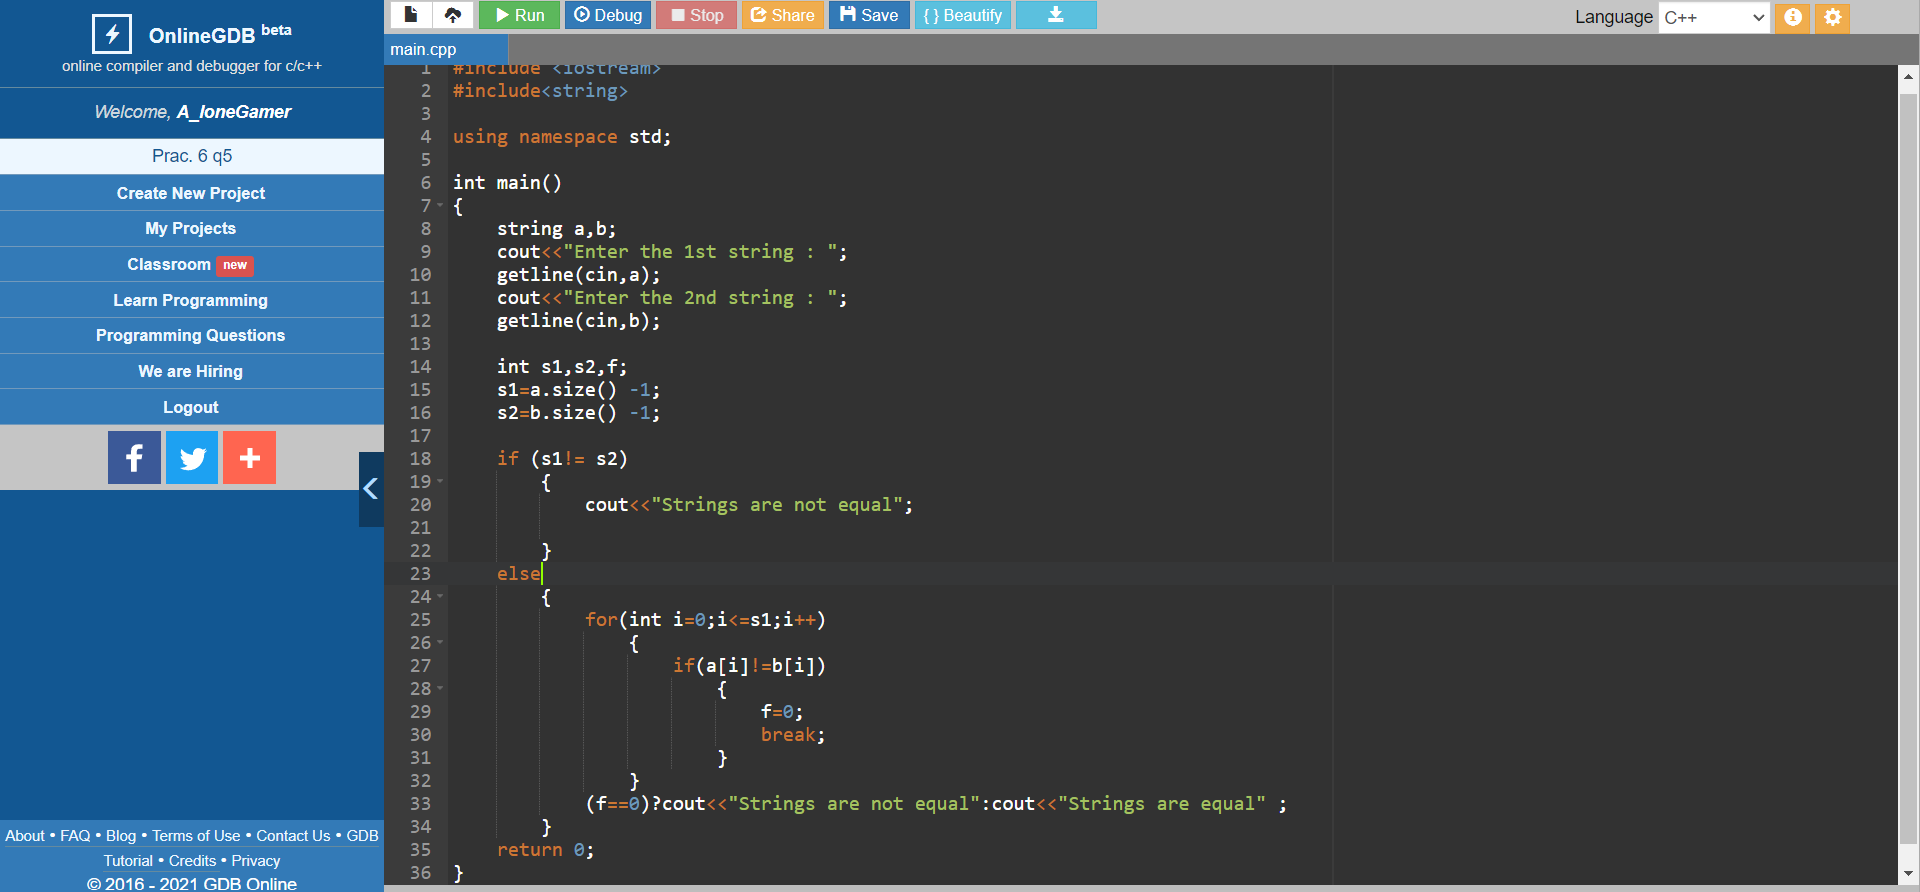 OnlineGDB beta
online compiler and debugger for c/c++
Welcome, A_loneGamer
Prac. 6 q5
Create New Project
My Projects
Classroom new
Learn Programming
Programming Questions
We are Hiring
Logout
About • FAQ • Blog • Terms of Use • Contact Us • GDB
Tutorial • Credits • Privacy
© 2016 - 2021 GDB Online
Run Debug Stop Share Save { } Beautify Language C++
main.cpp
1 #include <iostream>
2 #include<string>
3
4 using namespace std;
5
6 int main()
7 {
8 string a,b;
9 cout<<"Enter the 1st string : ";
10 getline(cin,a);
11 cout<<"Enter the 2nd string : ";
12 getline(cin,b);
13
14 int s1,s2,f;
15 s1=a.size() -1;
16 s2=b.size() -1;
17
18 if (s1!= s2)
19 {
20 cout<<"Strings are not equal";
21
22 }
23 else
24 {
25 for(int i=0;i<=s1;i++)
26 {
27 if(a[i]!=b[i])
28 {
29 f=0;
30 break;
31 }
32 }
33 (f==0)?cout<<"Strings are not equal":cout<<"Strings are equal" ;
34 }
35 return 0;
36 }